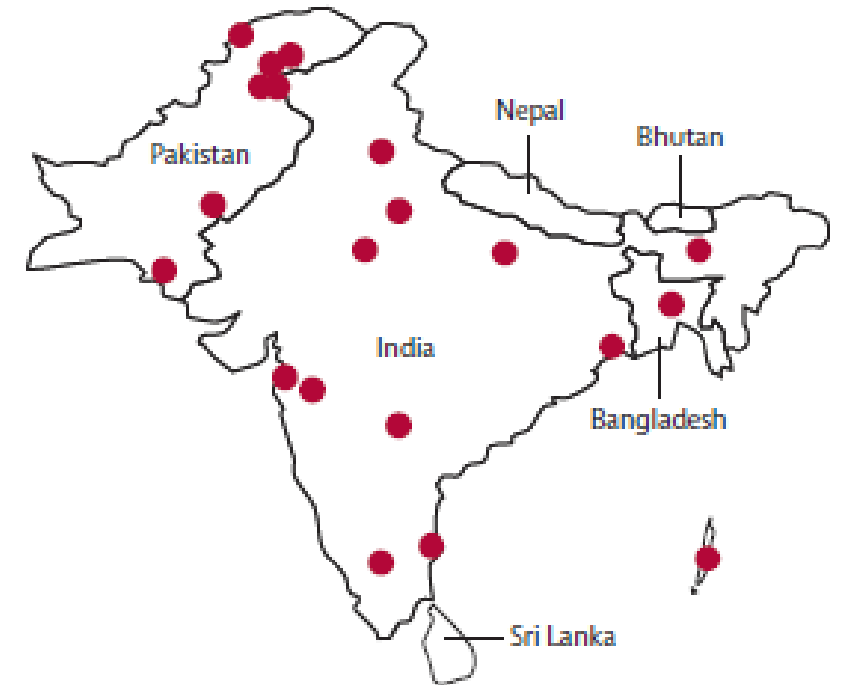 Nepal
Bhutan
Pakistan
India
Bangladesh
Sri Lanka